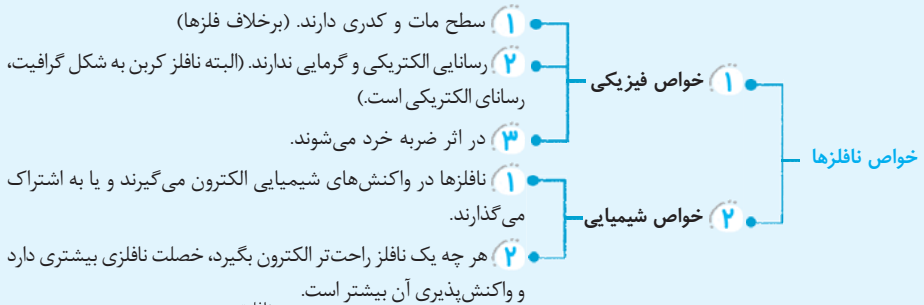 خواص نافلزها
۱ خواص فیزیکی
۱ سطح مات و کدری دارند. (برخلاف فلزها)
۲ رسانایی الکتریکی و گرمایی ندارند. (البته نافلز کربن به شکل گرافیت،
رسانای الکتریکی است.)
۳ در اثر ضربه خرد می‌شوند.
۲ خواص شیمیایی
۱ نافلزها در واکنش‌های شیمیایی الکترون می‌گیرند و یا به اشتراک
می‌گذارند.
۲ هر چه یک نافلز راحت‌تر الکترون بگیرد، خصلت نافلزی بیشتری دارد
و واکنش‌پذیری آن بیشتر است.